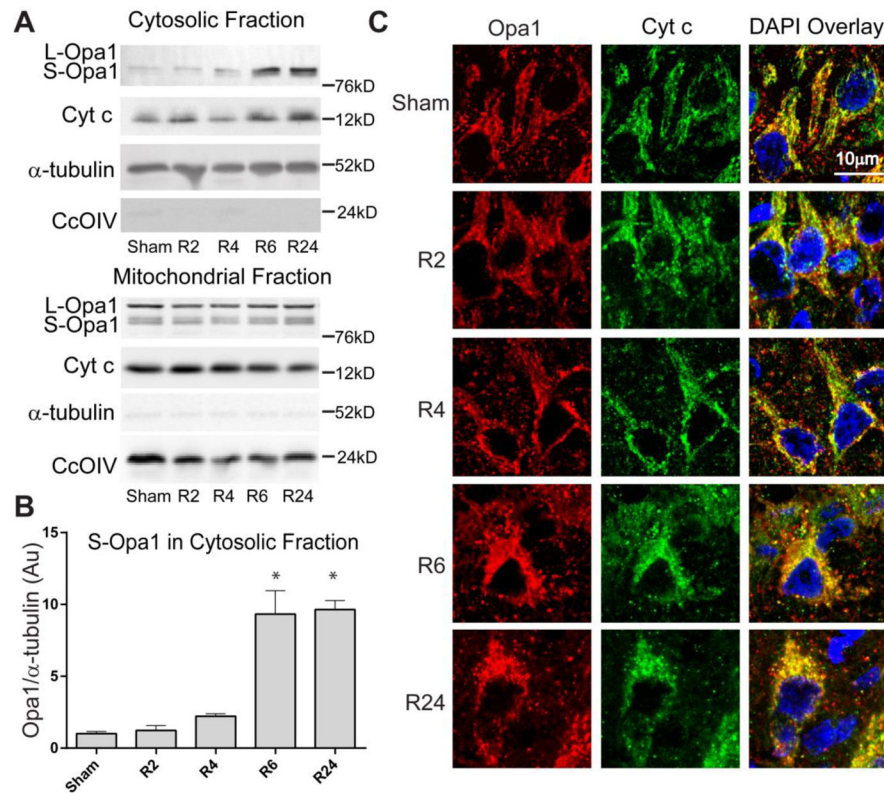 A
Cytosolic Fraction
L-Opa1
S-Opa1
76kD
Cyt c
12kD
α-tubulin
52kD
CcOIV
24kD
Sham R2 R4 R6 R24
Mitochondrial Fraction
L-Opa1
S-Opa1
76kD
Cyt c
12kD
α-tubulin
52kD
CcOIV
24kD
Sham R2 R4 R6 R24
B
S-Opa1 in Cytosolic Fraction
Opa1/α-tubulin (Au)
15
10
5
0
Sham R2 R4 R6 R24
*
*
C
Opa1 Cyt c DAPI Overlay
Sham
10μm
R2
R4
R6
R24